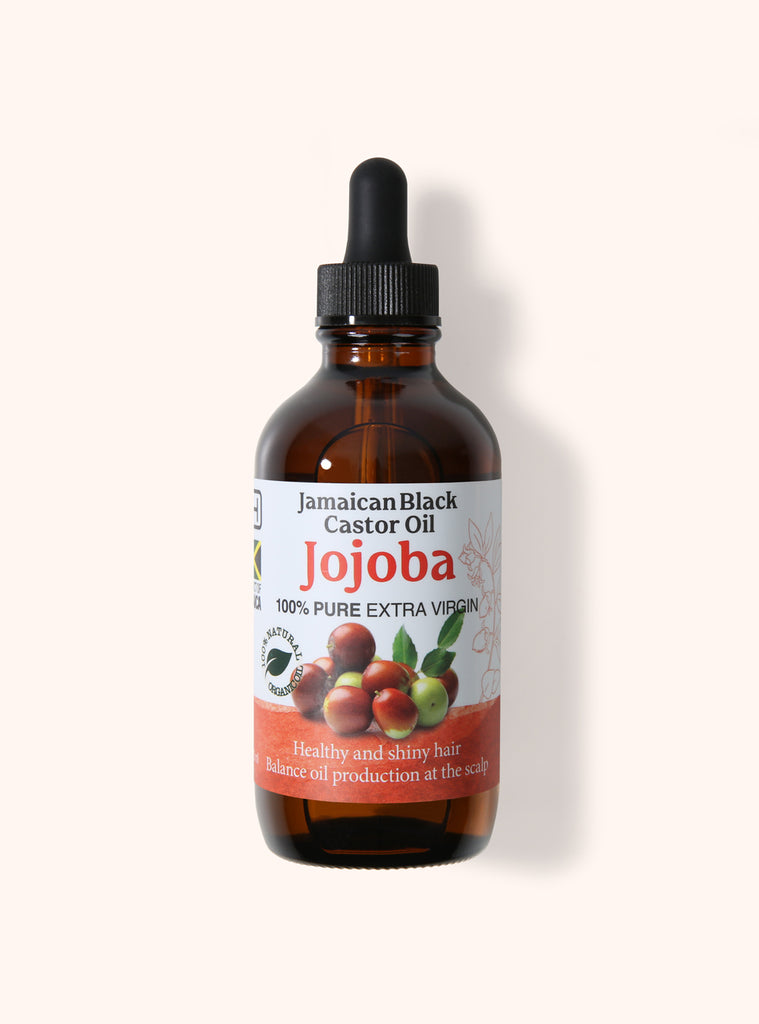 Jamaican Black
Castor Oil
Jojoba
100% PURE EXTRA VIRGIN
100% NATURAL
ORGANIC OIL
Healthy and shiny hair
Balance oil production at the scalp